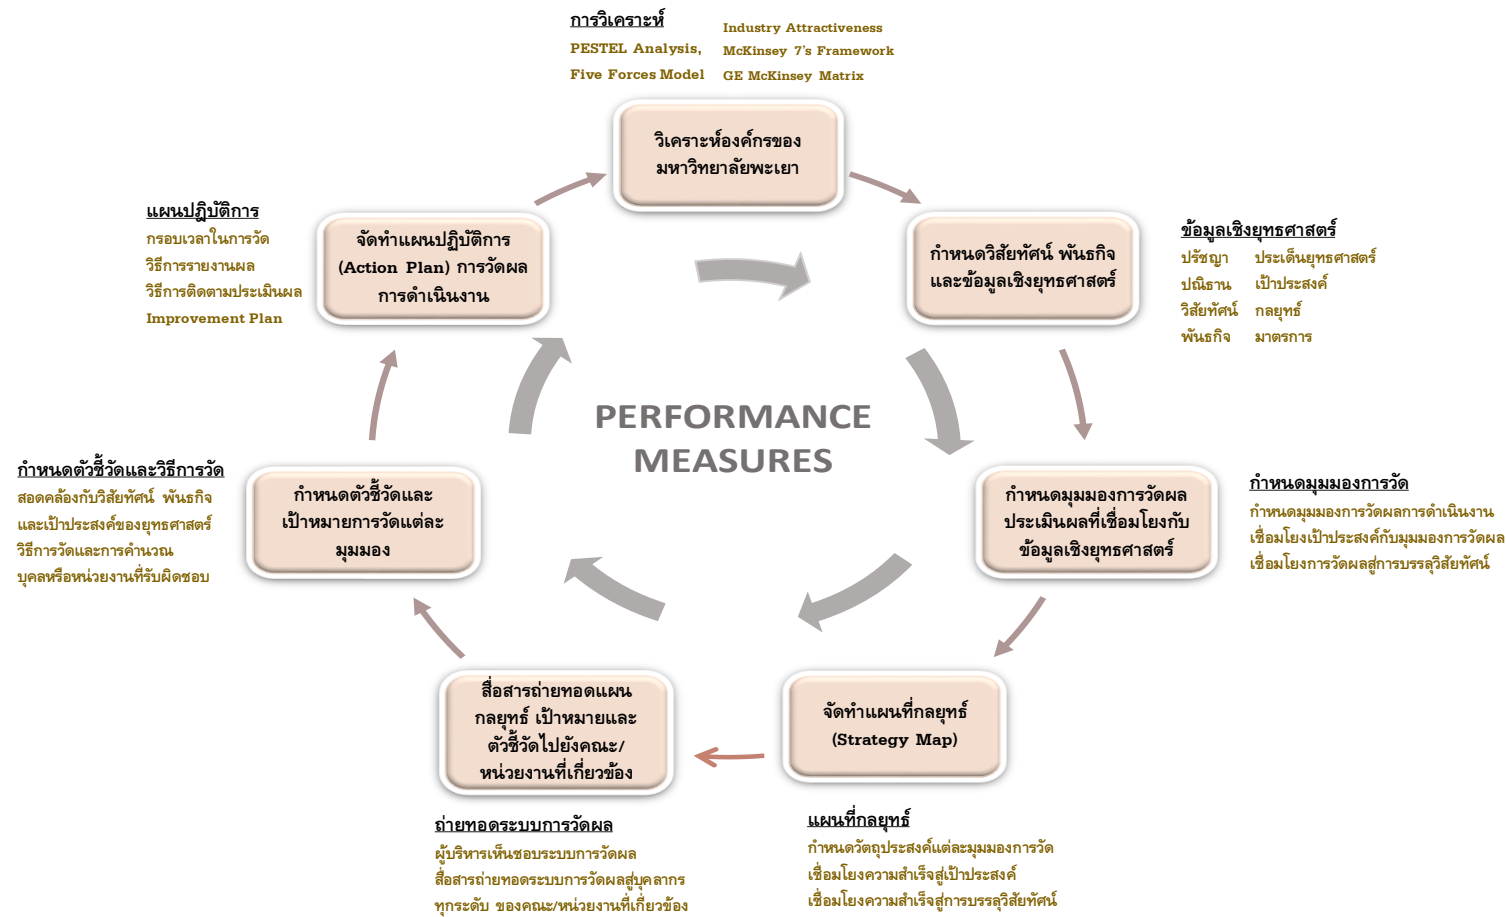 การวิเคราะห์
PESTEL Analysis,
Five Forces Model
Industry Attractiveness
McKinsey 7's Framework
GE McKinsey Matrix
วิเคราะห์องค์กรของ
มหาวิทยาลัยพะเยา
กำหนดวิสัยทัศน์ พันธกิจ
และข้อมูลเชิงยุทธศาสตร์
ข้อมูลเชิงยุทธศาสตร์
ปรัชญา ประเด็นยุทธศาสตร์
ปณิธาน เป้าประสงค์
วิสัยทัศน์ กลยุทธ์
พันธกิจ มาตรการ
กำหนดมุมมองการวัดผล
ประเมินผลที่เชื่อมโยงกับ
ข้อมูลเชิงยุทธศาสตร์
กำหนดมุมมองการวัด
กำหนดมุมมองการวัดผลการดำเนินงาน
เชื่อมโยงเป้าประสงค์กับมุมมองการวัดผล
เชื่อมโยงการวัดผลสู่การบรรลุวิสัยทัศน์
จัดทำแผนที่กลยุทธ์
(Strategy Map)
แผนที่กลยุทธ์
กำหนดวัตถุประสงค์แต่ละมุมมองการวัด
เชื่อมโยงความสำเร็จสู่เป้าประสงค์
เชื่อมโยงความสำเร็จสู่การบรรลุวิสัยทัศน์
สื่อสารถ่ายทอดแผน
กลยุทธ์ เป้าหมายและ
ตัวชี้วัดไปยังคณะ/
หน่วยงานที่เกี่ยวข้อง
ถ่ายทอดระบบการวัดผล
ผู้บริหารเห็นชอบระบบการวัดผล
สื่อสารถ่ายทอดระบบการวัดผลสู่บุคลากร
ทุกระดับ ของคณะ/หน่วยงานที่เกี่ยวข้อง
กำหนดตัวชี้วัดและ
เป้าหมายการวัดแต่ละ
มุมมอง
กำหนดตัวชี้วัดและวิธีการวัด
สอดคล้องกับวิสัยทัศน์ พันธกิจ
และเป้าประสงค์ของยุทธศาสตร์
วิธีการวัดและการคำนวณ
บุคลหรือหน่วยงานที่รับผิดชอบ
จัดทำแผนปฏิบัติการ
(Action Plan) การวัดผล
การดำเนินงาน
แผนปฏิบัติการ
กรอบเวลาในการวัด
วิธีการรายงานผล
วิธีการติดตามประเมินผล
Improvement Plan
PERFORMANCE
MEASURES